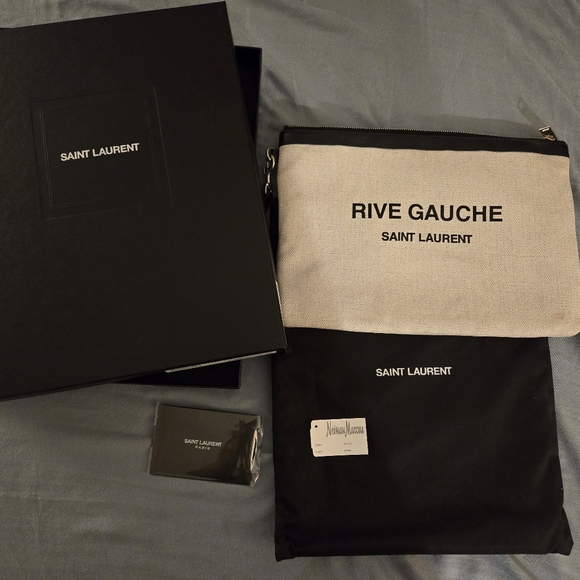 SAINT LAURENT
RIVE GAUCHE
SAINT LAURENT
SAINT LAURENT
Neiman Marcus
SAINT LAURENT
PARIS